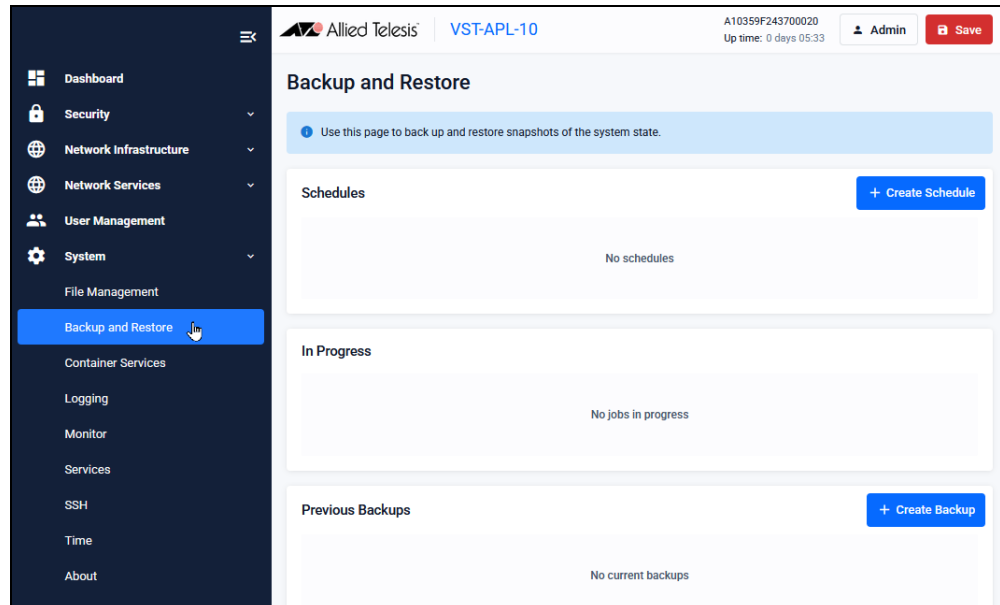 Allied Telesis
VST-APL-10
A10359F243700020
Up time: 0 days 05:33
Admin
Save
Dashboard
Security
Network Infrastructure
Network Services
User Management
System
File Management
Backup and Restore
Container Services
Logging
Monitor
Services
SSH
Time
About
Backup and Restore
Use this page to back up and restore snapshots of the system state.
Schedules
+ Create Schedule
No schedules
In Progress
No jobs in progress
Previous Backups
+ Create Backup
No current backups